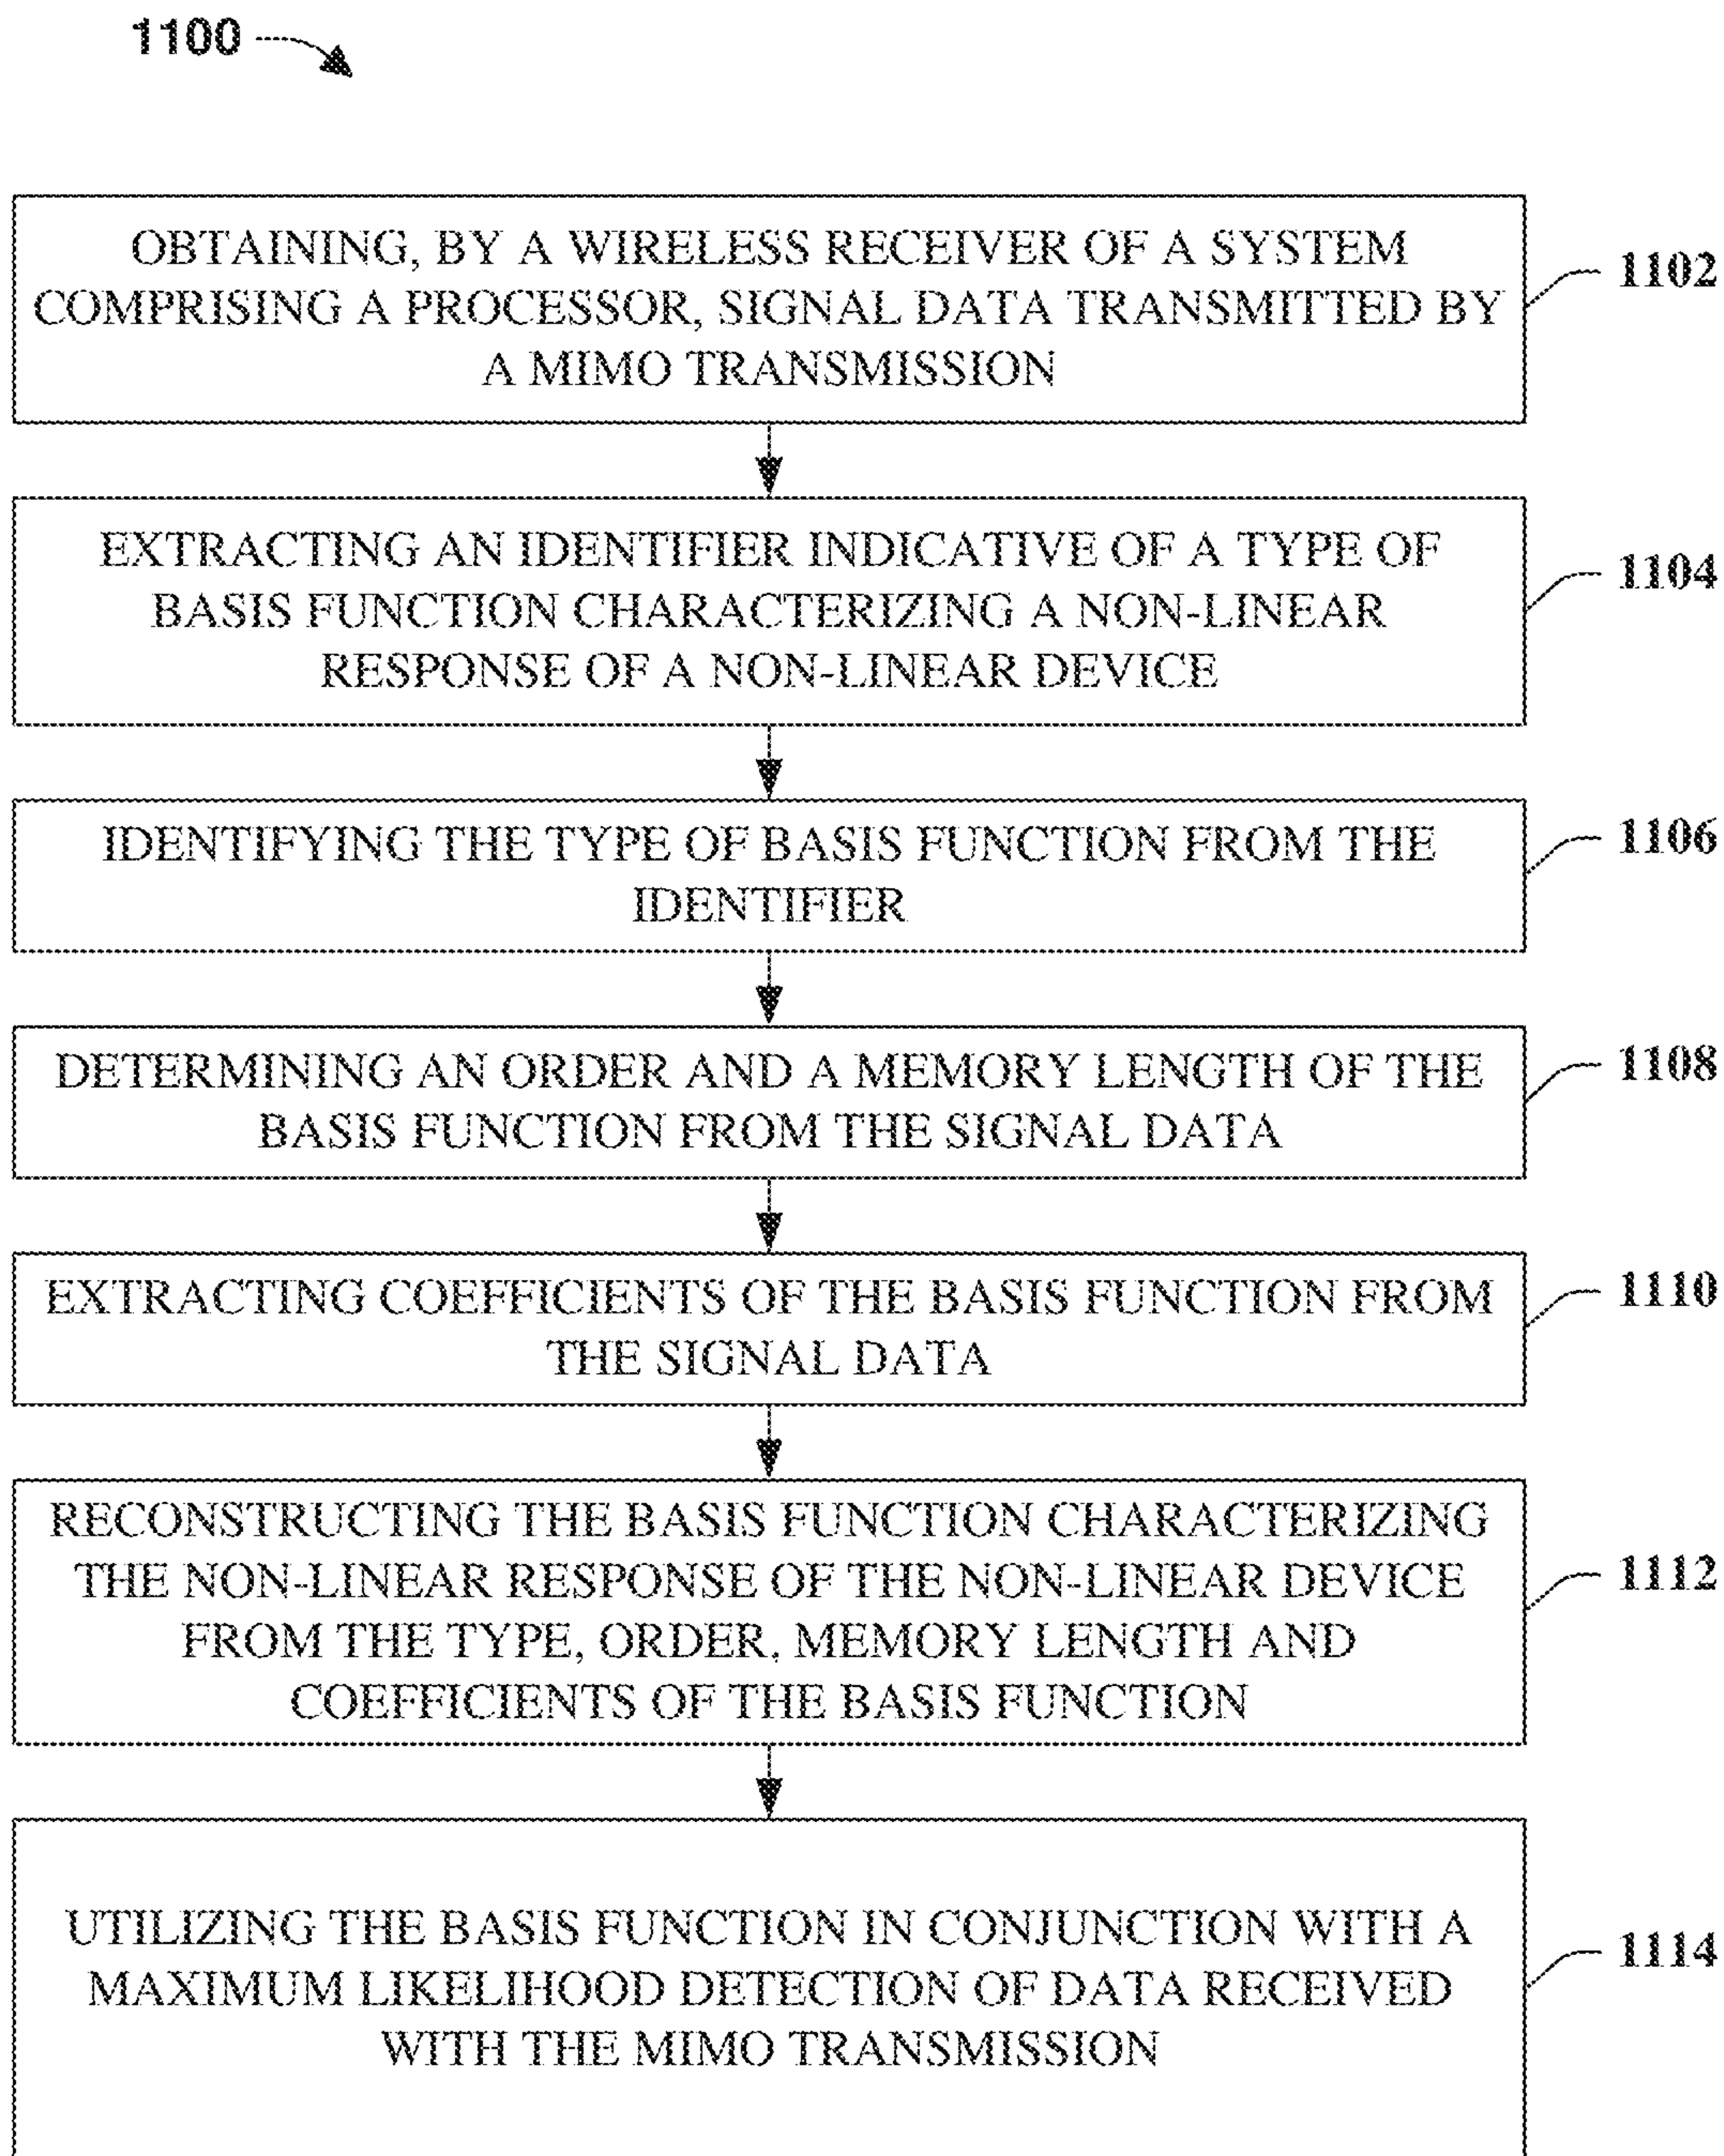 1100
OBTAINING, BY A WIRELESS RECEIVER OF A SYSTEM
COMPRISING A PROCESSOR, SIGNAL DATA TRANSMITTED BY
A MIMO TRANSMISSION
1102
EXTRACTING AN IDENTIFIER INDICATIVE OF A TYPE OF
BASIS FUNCTION CHARACTERIZING A NON-LINEAR
RESPONSE OF A NON-LINEAR DEVICE
1104
IDENTIFYING THE TYPE OF BASIS FUNCTION FROM THE
IDENTIFIER
1106
DETERMINING AN ORDER AND A MEMORY LENGTH OF THE
BASIS FUNCTION FROM THE SIGNAL DATA
1108
EXTRACTING COEFFICIENTS OF THE BASIS FUNCTION FROM
THE SIGNAL DATA
1110
RECONSTRUCTING THE BASIS FUNCTION CHARACTERIZING
THE NON-LINEAR RESPONSE OF THE NON-LINEAR DEVICE
FROM THE TYPE, ORDER, MEMORY LENGTH AND
COEFFICIENTS OF THE BASIS FUNCTION
1112
UTILIZING THE BASIS FUNCTION IN CONJUNCTION WITH A
MAXIMUM LIKELIHOOD DETECTION OF DATA RECEIVED
WITH THE MIMO TRANSMISSION
1114